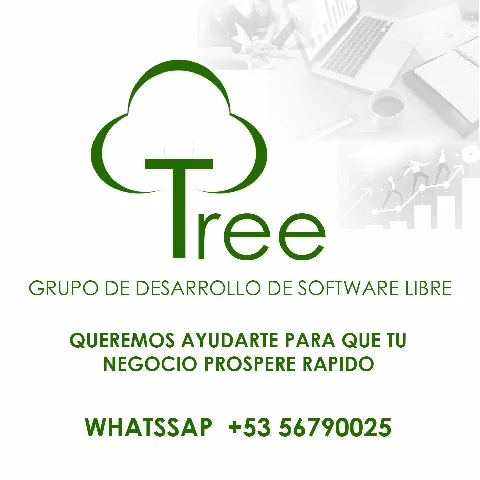 Tree
GRUPO DE DESARROLLO DE SOFTWARE LIBRE
QUEREMOS AYUDARTE PARA QUE TU
NEGOCIO PROSPERE RAPIDO
WHATSSAP +53 56790025